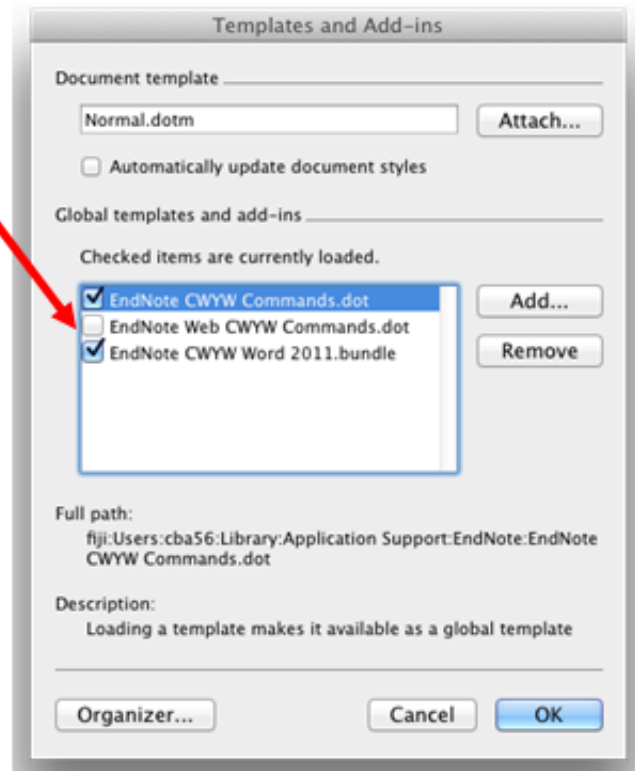 Templates and Add-ins
Document template
Normal.dotm
Attach...
Automatically update document styles
Global templates and add-ins
Checked items are currently loaded.
EndNote CWYW Commands.dot
Add...
EndNote Web CWYW Commands.dot
EndNote CWYW Word 2011.bundle
Remove
Full path:
fiji:Users:cba56:Library:Application Support:EndNote:EndNote
CWYW Commands.dot
Description:
Loading a template makes it available as a global template
Organizer...
Cancel
OK